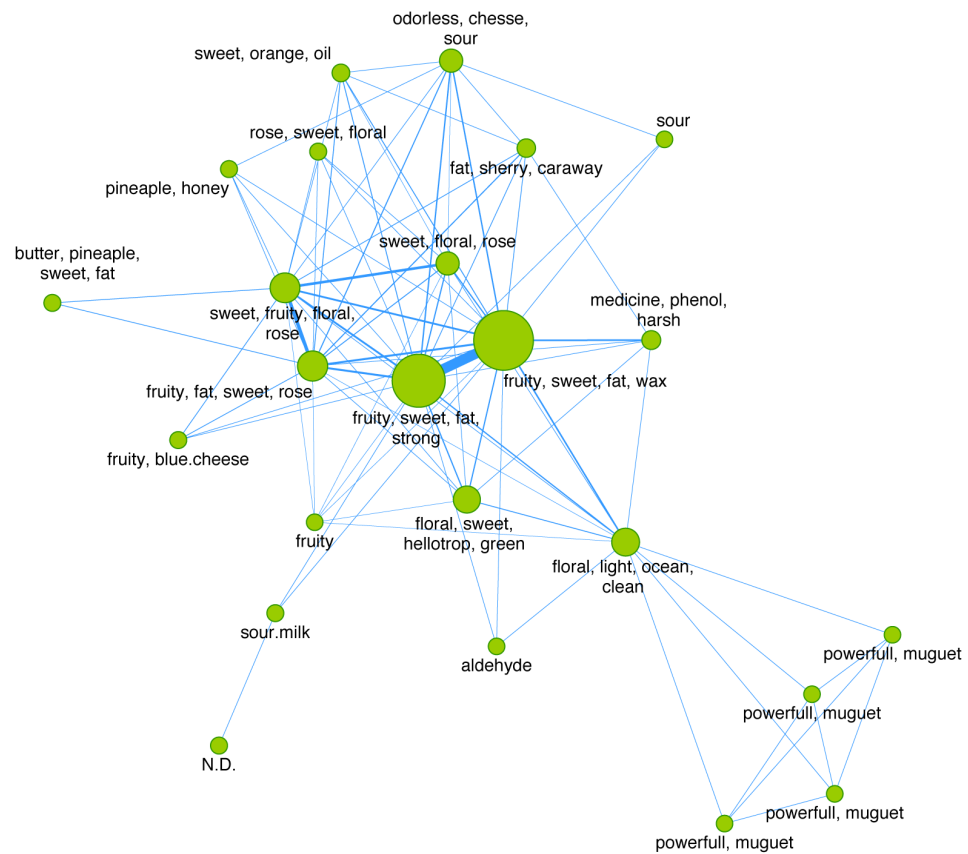 odorless, chesse,
sour
sweet, orange, oil
sour
rose, sweet, floral
fat, sherry, caraway
pineaple, honey
sweet, floral, rose
butter, pineaple,
sweet, fat
medicine, phenol,
harsh
sweet, fruity, floral,
rose
fruity, fat, sweet, rose
fruity, sweet, fat, wax
fruity, sweet, fat,
strong
fruity, blue.cheese
floral, sweet,
hellotrop, green
fruity
floral, light, ocean,
clean
sour.milk
aldehyde
powerfull, muguet
powerfull, muguet
N.D.
powerfull, muguet
powerfull, muguet